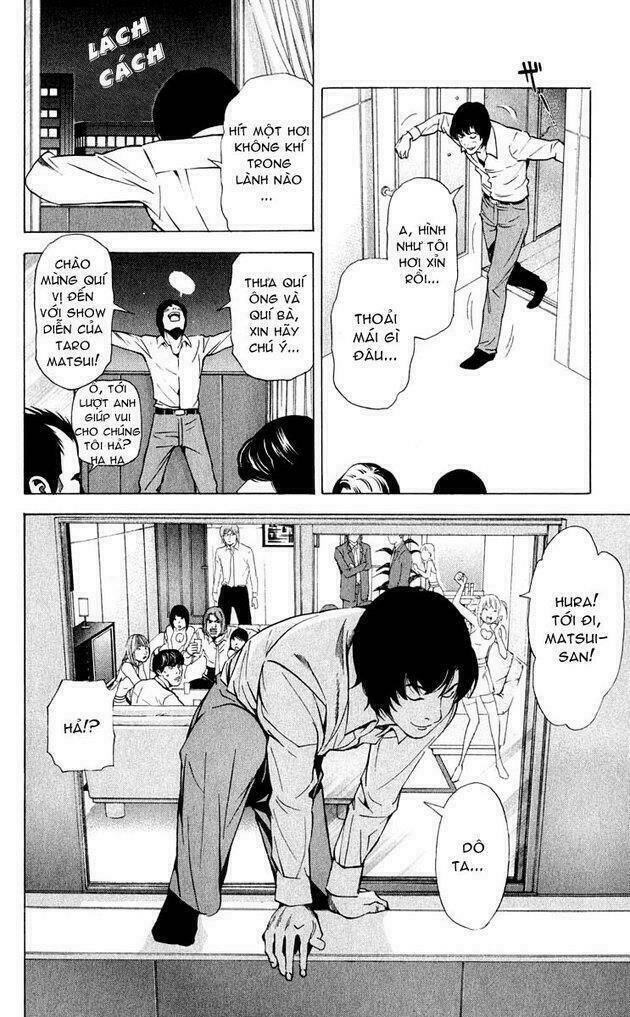 A, HÌNH
NHƯ TÔI
HƠI XỈN
RỒI...
THOẢI
MÁI GÌ
ĐÂU...
LÁCH
CÁCH
HÍT MỘT HƠI
KHÔNG KHÍ
TRONG
LÀNH NÀO
...
THƯA QUÍ
ÔNG VÀ
QUÍ BÀ,
XIN HÃY
CHÚ Ý...
CHÀO
MỪNG QUÍ
VỊ ĐẾN
VỚI SHOW
DIỄN CỦA
TARO
MATSUI!
Ồ, TỚI
LƯỢT ANH
GIÚP VUI
CHO CHÚNG
TÔI HẢ?
HA HA
HURA!
TỚI ĐI,
MATSUI-
SAN!
HẢ!?
DÔ
TA...